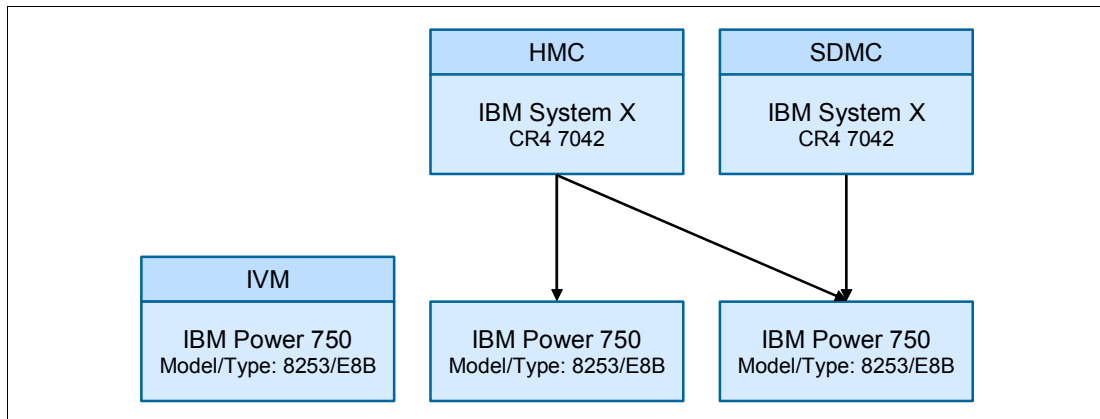 HMC
IBM System X
CR4 7042
SDMC
IBM System X
CR4 7042
IVM
IBM Power 750
Model/Type: 8253/E8B
IBM Power 750
Model/Type: 8253/E8B
IBM Power 750
Model/Type: 8253/E8B